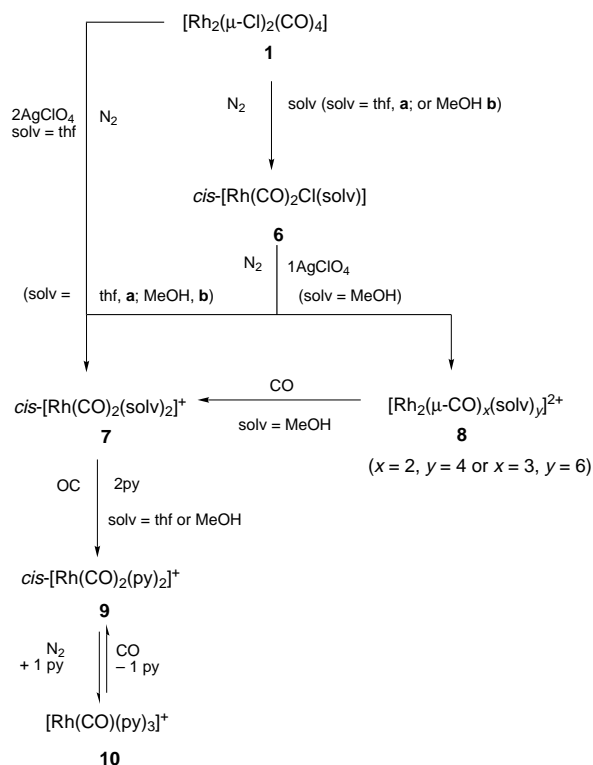 [Rh₂(μ-Cl)₂(CO)₄]
1
2AgClO₄
solv = thf
N₂
N₂
solv (solv = thf, a; or MeOH b)
cis-[Rh(CO)₂Cl(solv)]
6
N₂
1AgClO₄
(solv = MeOH)
(solv = thf, a; MeOH, b)
cis-[Rh(CO)₂(solv)₂]⁺
7
CO
solv = MeOH
[Rh₂(μ-CO)ₓ(solv)ᵧ]²⁺
8
(x = 2, y = 4 or x = 3, y = 6)
OC
2py
solv = thf or MeOH
cis-[Rh(CO)₂(py)₂]⁺
9
N₂
+ 1 py
CO
– 1 py
[Rh(CO)(py)₃]⁺
10